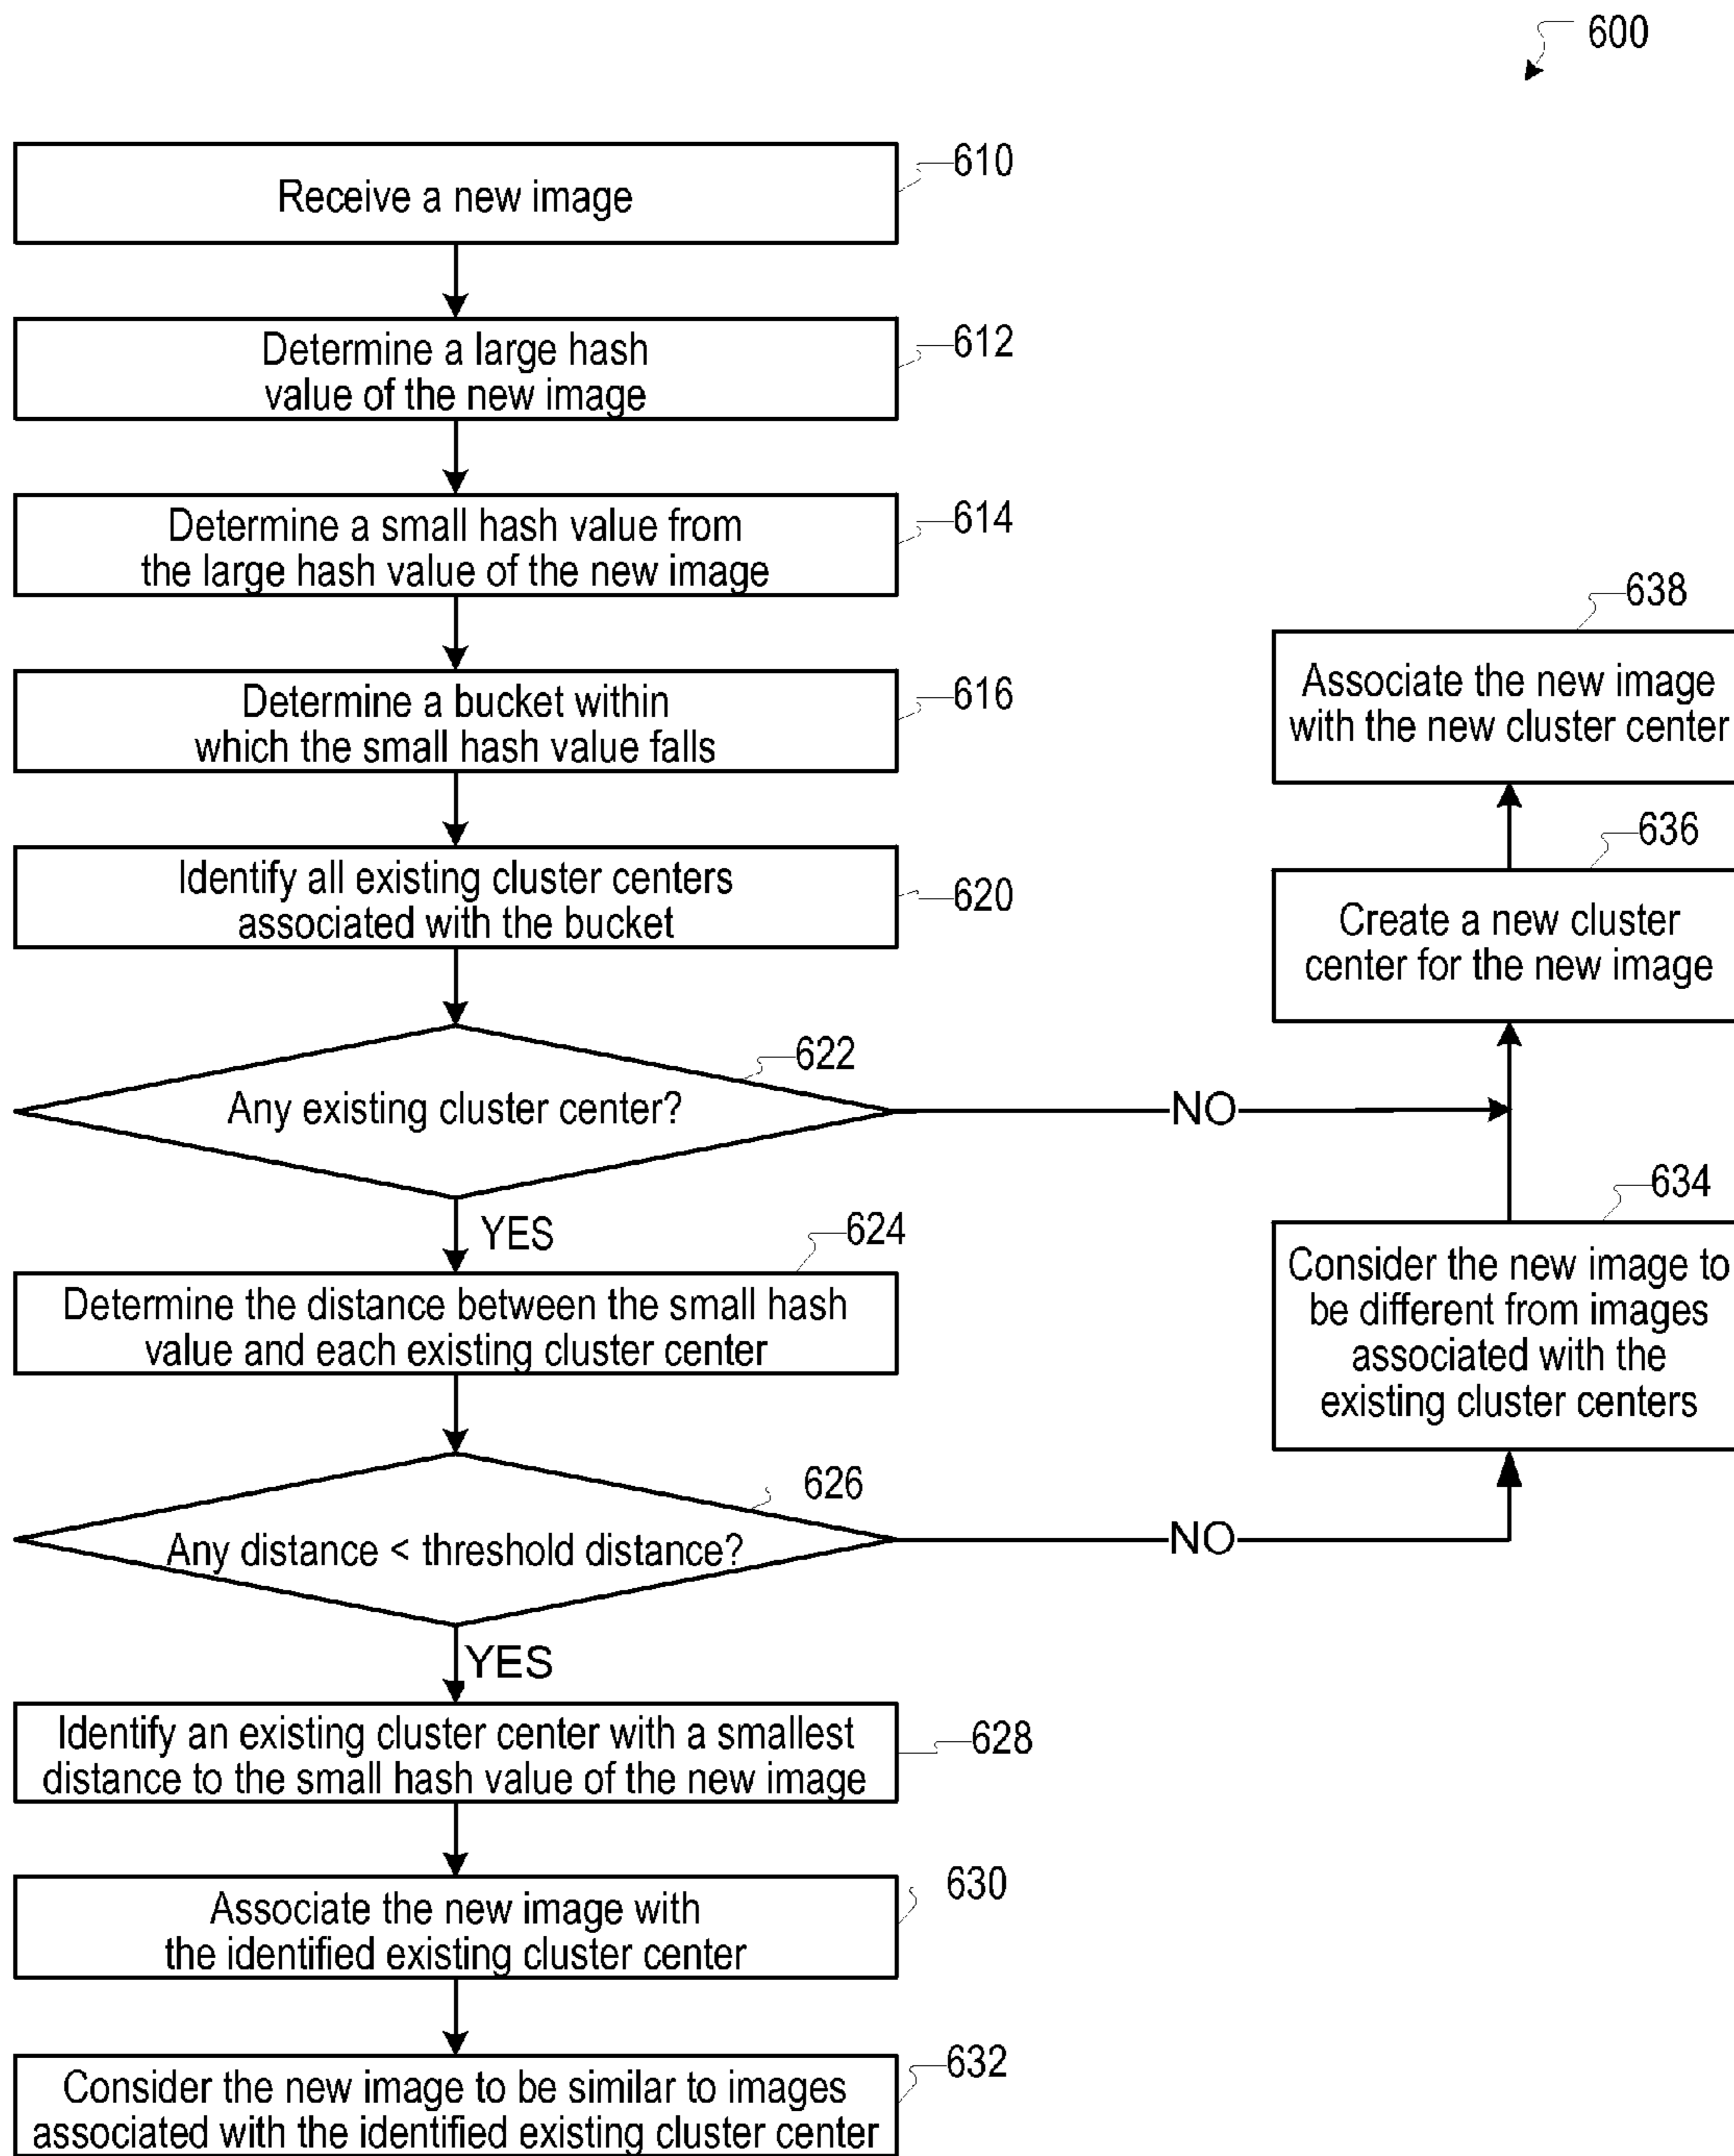 600
Receive a new image
610
Determine a large hash
value of the new image
612
Determine a small hash value from
the large hash value of the new image
614
Determine a bucket within
which the small hash value falls
616
Identify all existing cluster centers
associated with the bucket
620
Any existing cluster center?
622
NO
YES
Determine the distance between the small hash
value and each existing cluster center
624
Any distance < threshold distance?
626
NO
YES
Identify an existing cluster center with a smallest
distance to the small hash value of the new image
628
Associate the new image with
the identified existing cluster center
630
Consider the new image to be similar to images
associated with the identified existing cluster center
632
634
Consider the new image to
be different from images
associated with the
existing cluster centers
636
Create a new cluster
center for the new image
638
Associate the new image
with the new cluster center